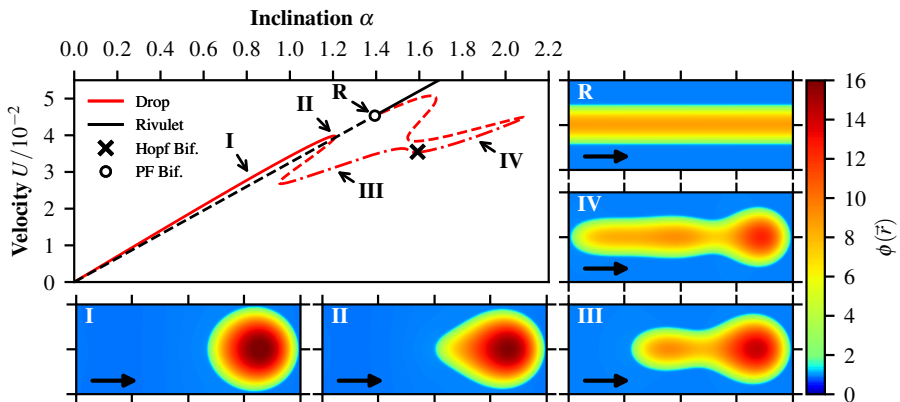 Inclination α
0.0 0.2 0.4 0.6 0.8 1.0 1.2 1.4 1.6 1.8 2.0 2.2
Velocity U/10⁻²
5
4
3
2
1
0
Drop
Rivulet
Hopf Bif.
PF Bif.
I
II
R
III
IV
R
IV
I
II
III
16
14
12
10
8
6
4
2
0
ϕ(r⃗)